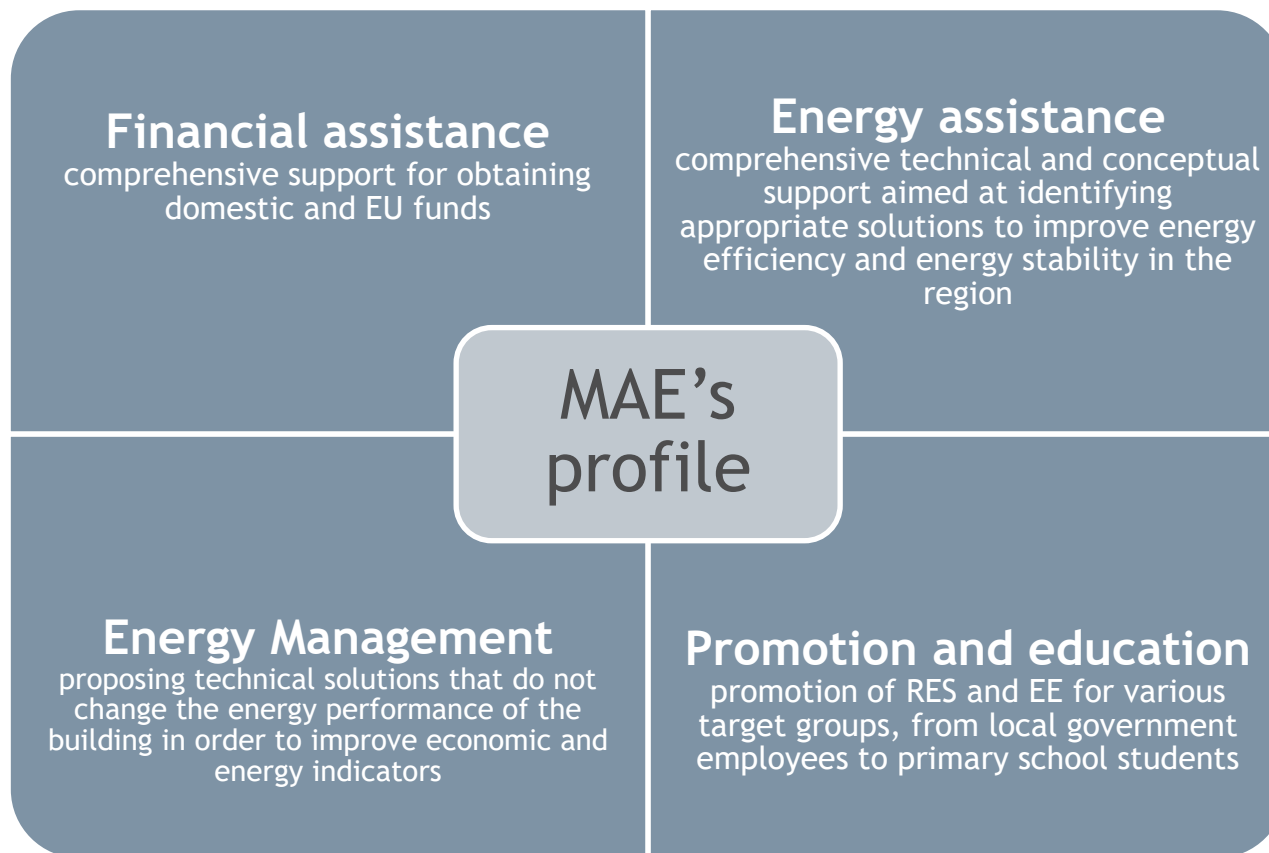 Financial assistance
comprehensive support for obtaining
domestic and EU funds
Energy assistance
comprehensive technical and conceptual
support aimed at identifying
appropriate solutions to improve energy
efficiency and energy stability in the
region
MAE’s
profile
Energy Management
proposing technical solutions that do not
change the energy performance of the
building in order to improve economic and
energy indicators
Promotion and education
promotion of RES and EE for various
target groups, from local government
employees to primary school students